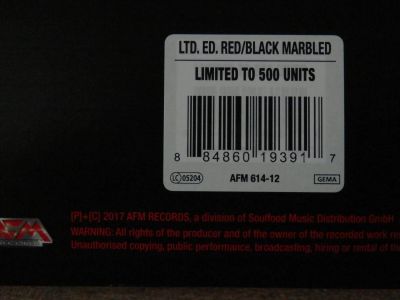 LTD. ED. RED/BLACK MARBLED
LIMITED TO 500 UNITS
8 84860 19391 7
LC 05204
AFM 614-12
GEMA
AFM
RECORDS
[P]+[C] 2017 AFM RECORDS, a division of Soulfood Music Distribution GmbH
WARNING: All rights of the producer and of the owner of the recorded work re
Unauthorised copying, public performance, broadcasting, hiring or rental of th